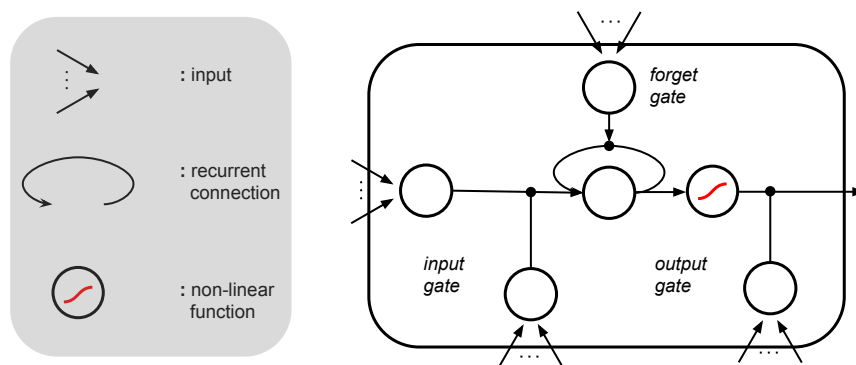 : input
: recurrent
connection
: non-linear
function
...
forget
gate
...
input
gate
output
gate
...
...